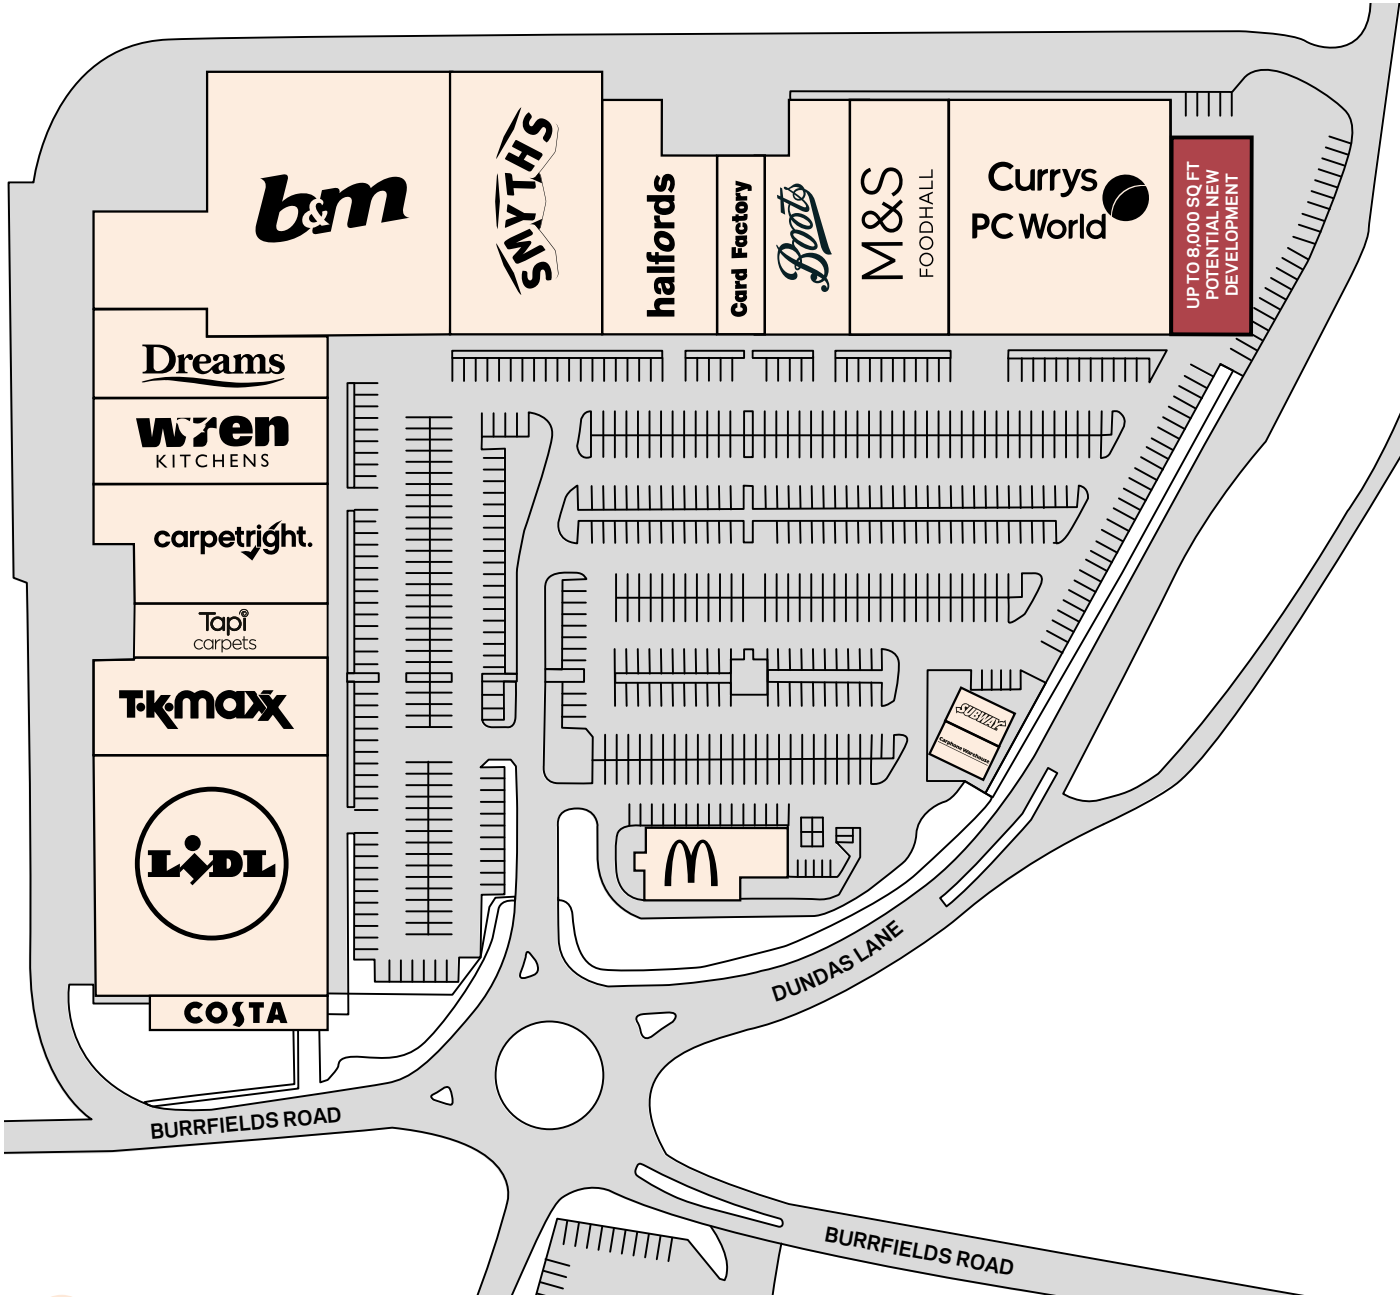 b&m
SMYTHS
halfords
Card Factory
Boots
M&S
FOODHALL
Currys
PC World
UP TO 8,000 SQ FT
POTENTIAL NEW
DEVELOPMENT
Dreams
wren
KITCHENS
carpetright.
Tapi
carpets
T·K·maxx
LIDL
COSTA
SUBWAY
Carphone Warehouse
M
DUNDAS LANE
BURRFIELDS ROAD
BURRFIELDS ROAD